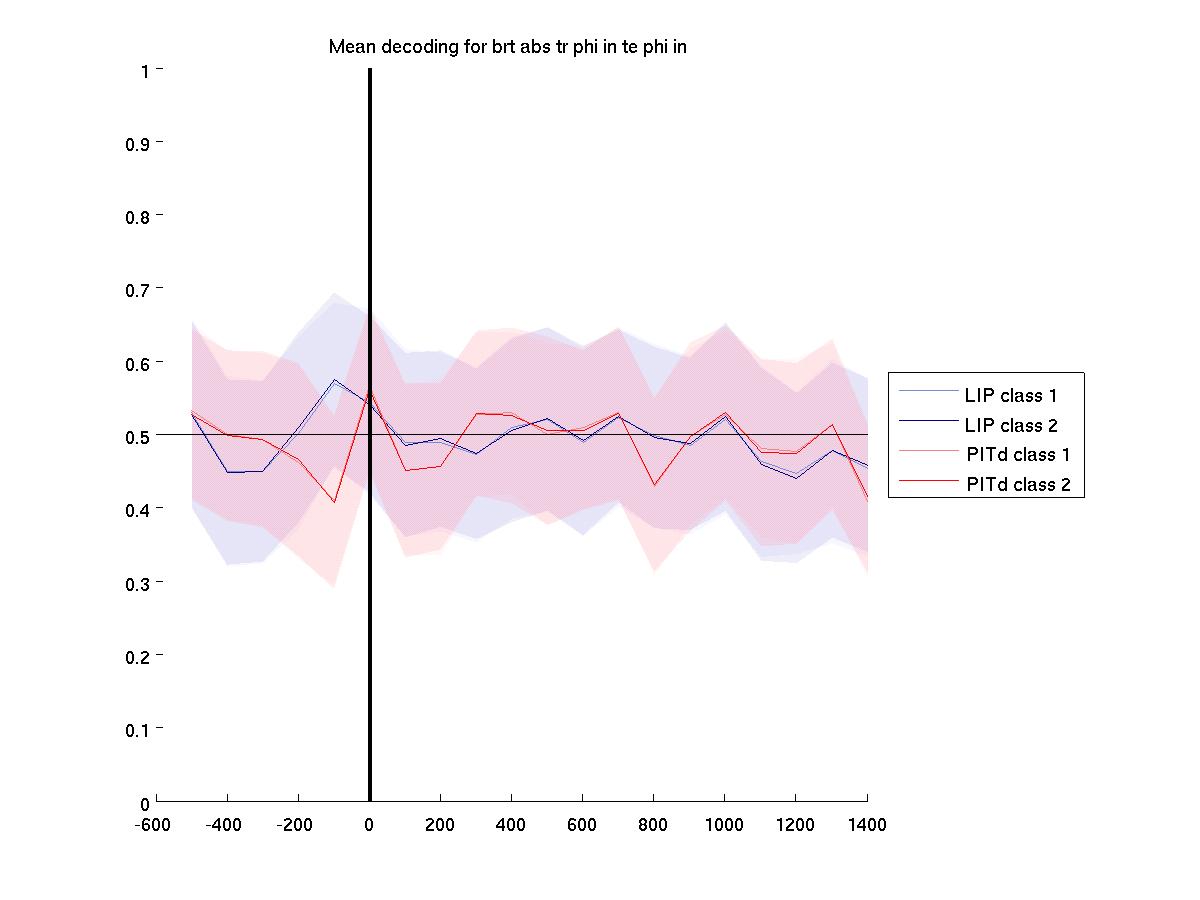 Mean decoding for brt abs tr phi in te phi in
1
0.9
0.8
0.7
0.6
0.5
0.4
0.3
0.2
0.1
0
-600 -400 -200 0 200 400 600 800 1000 1200 1400
LIP class 1
LIP class 2
PITd class 1
PITd class 2